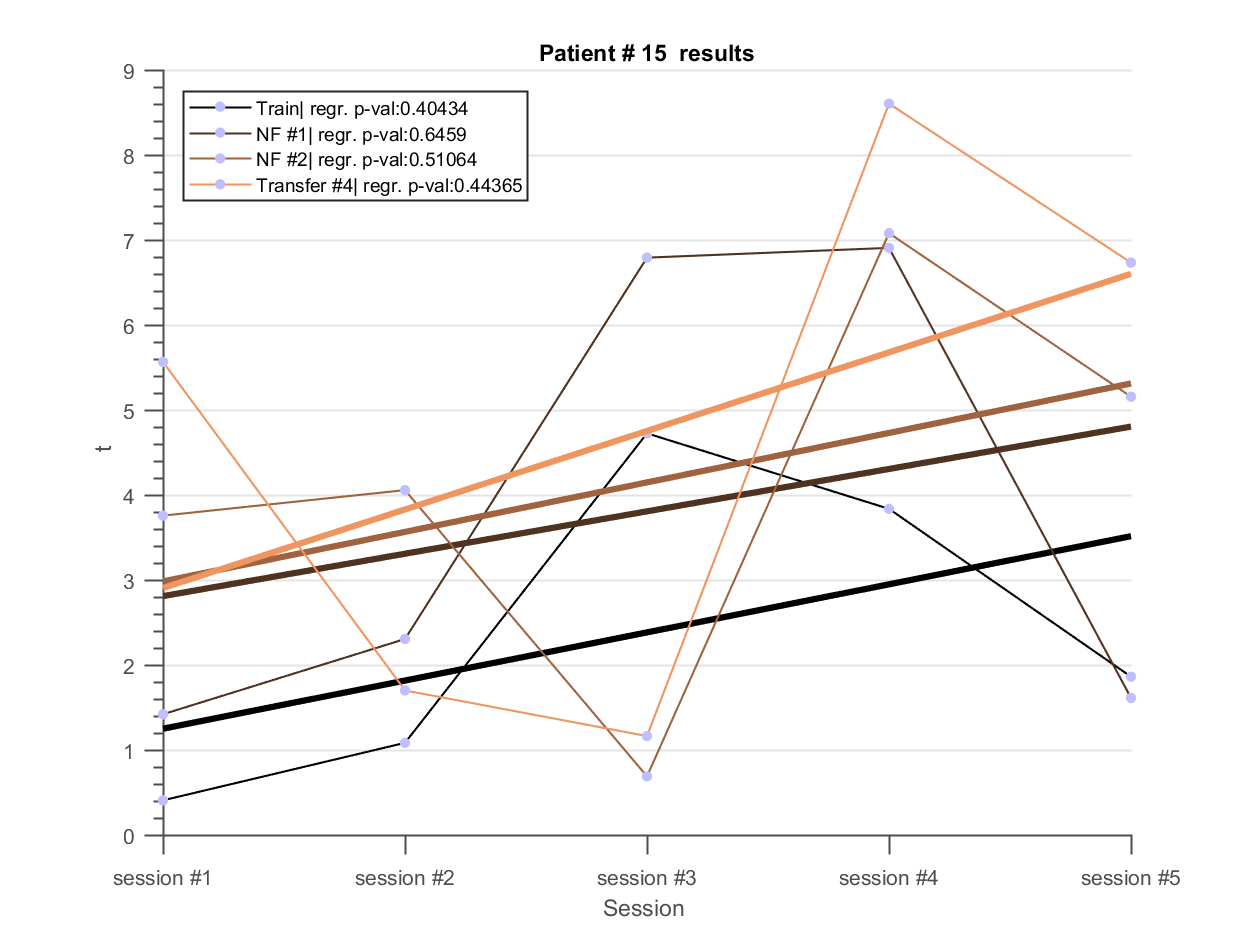 Patient # 15  results
9
8
7
6
5
4
3
2
1
0
t
Train| regr. p-val:0.40434
NF #1| regr. p-val:0.6459
NF #2| regr. p-val:0.51064
Transfer #4| regr. p-val:0.44365
session #1 session #2 session #3 session #4 session #5
Session